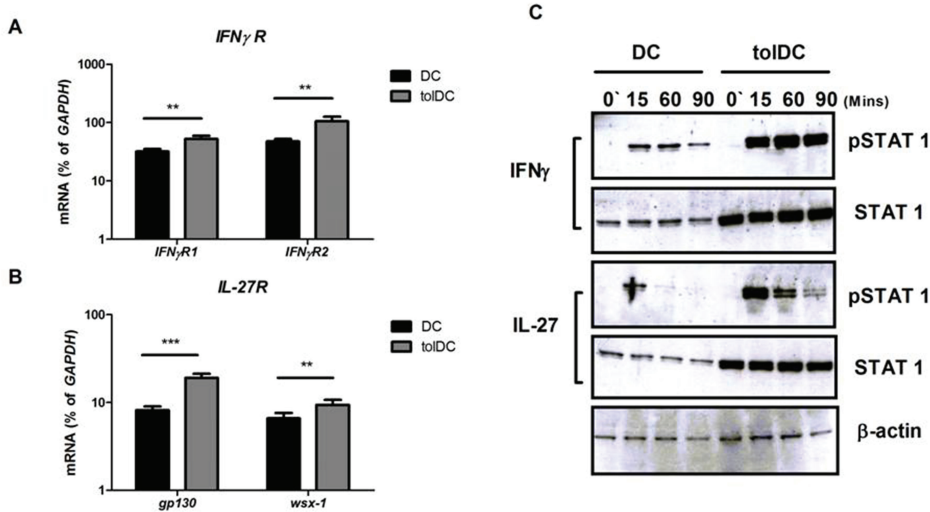 A
IFNγ R
1000
100
10
1
mRNA (% of GAPDH)
** **
DC
tolDC
IFNγR1 IFNγR2
B
IL-27R
100
10
1
mRNA (% of GAPDH)
*** **
DC
tolDC
gp130 wsx-1
C
DC tolDC
0` 15 60 90 0` 15 60 90 (Mins)
IFNγ
pSTAT 1
STAT 1
IL-27
pSTAT 1
STAT 1
β-actin